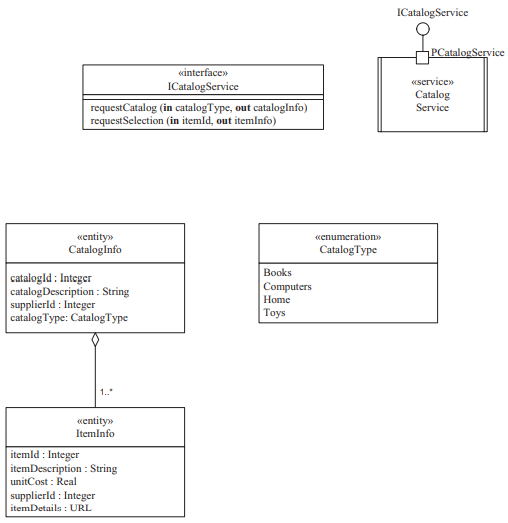 ICatalogService
PCatalogService
«service»
Catalog
Service
«interface»
ICatalogService
requestCatalog (in catalogType, out catalogInfo)
requestSelection (in itemId, out itemInfo)
«entity»
CatalogInfo
catalogId : Integer
catalogDescription : String
supplierId : Integer
catalogType: CatalogType
«enumeration»
CatalogType
Books
Computers
Home
Toys
1..*
«entity»
ItemInfo
itemId : Integer
itemDescription : String
unitCost : Real
supplierId : Integer
itemDetails : URL